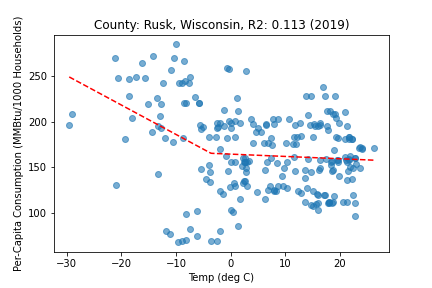 County: Rusk, Wisconsin, R2: 0.113 (2019)
Per-Capita Consumption (MMBtu/1000 Households)
250
200
150
100
−30 −20 −10 0 10 20
Temp (deg C)